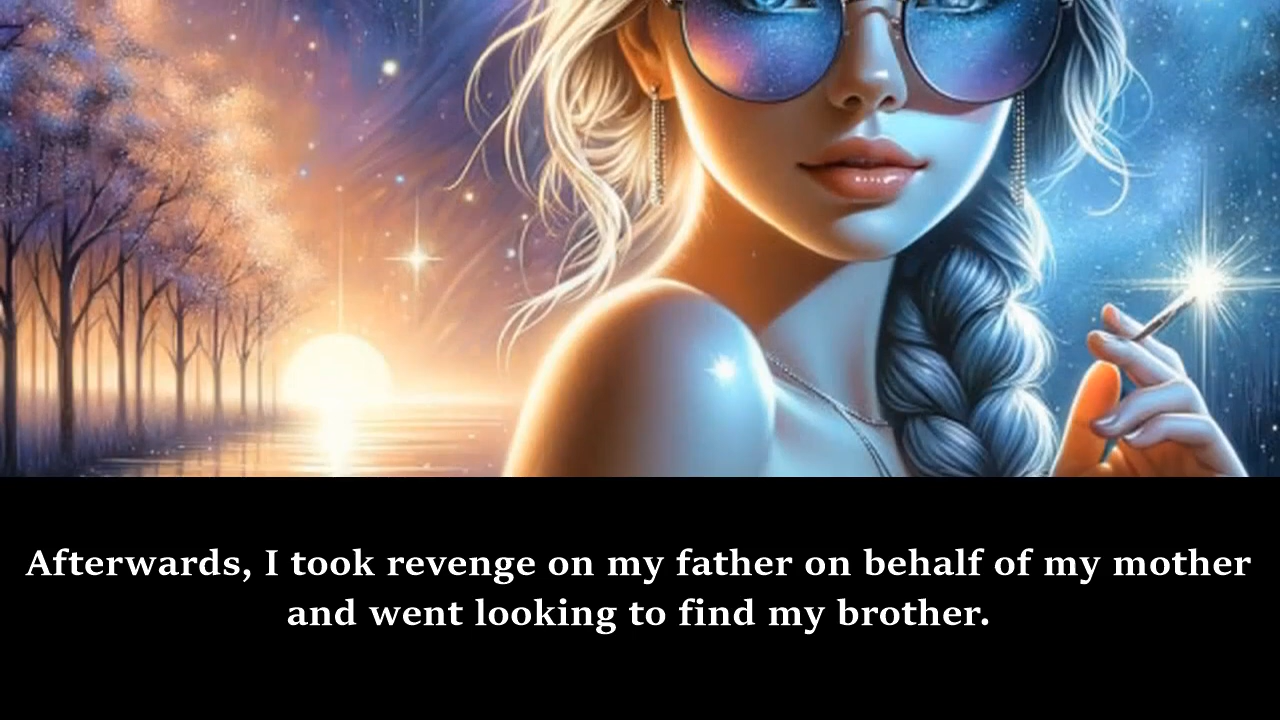 Afterwards, I took revenge on my father on behalf of my mother
and went looking to find my brother.